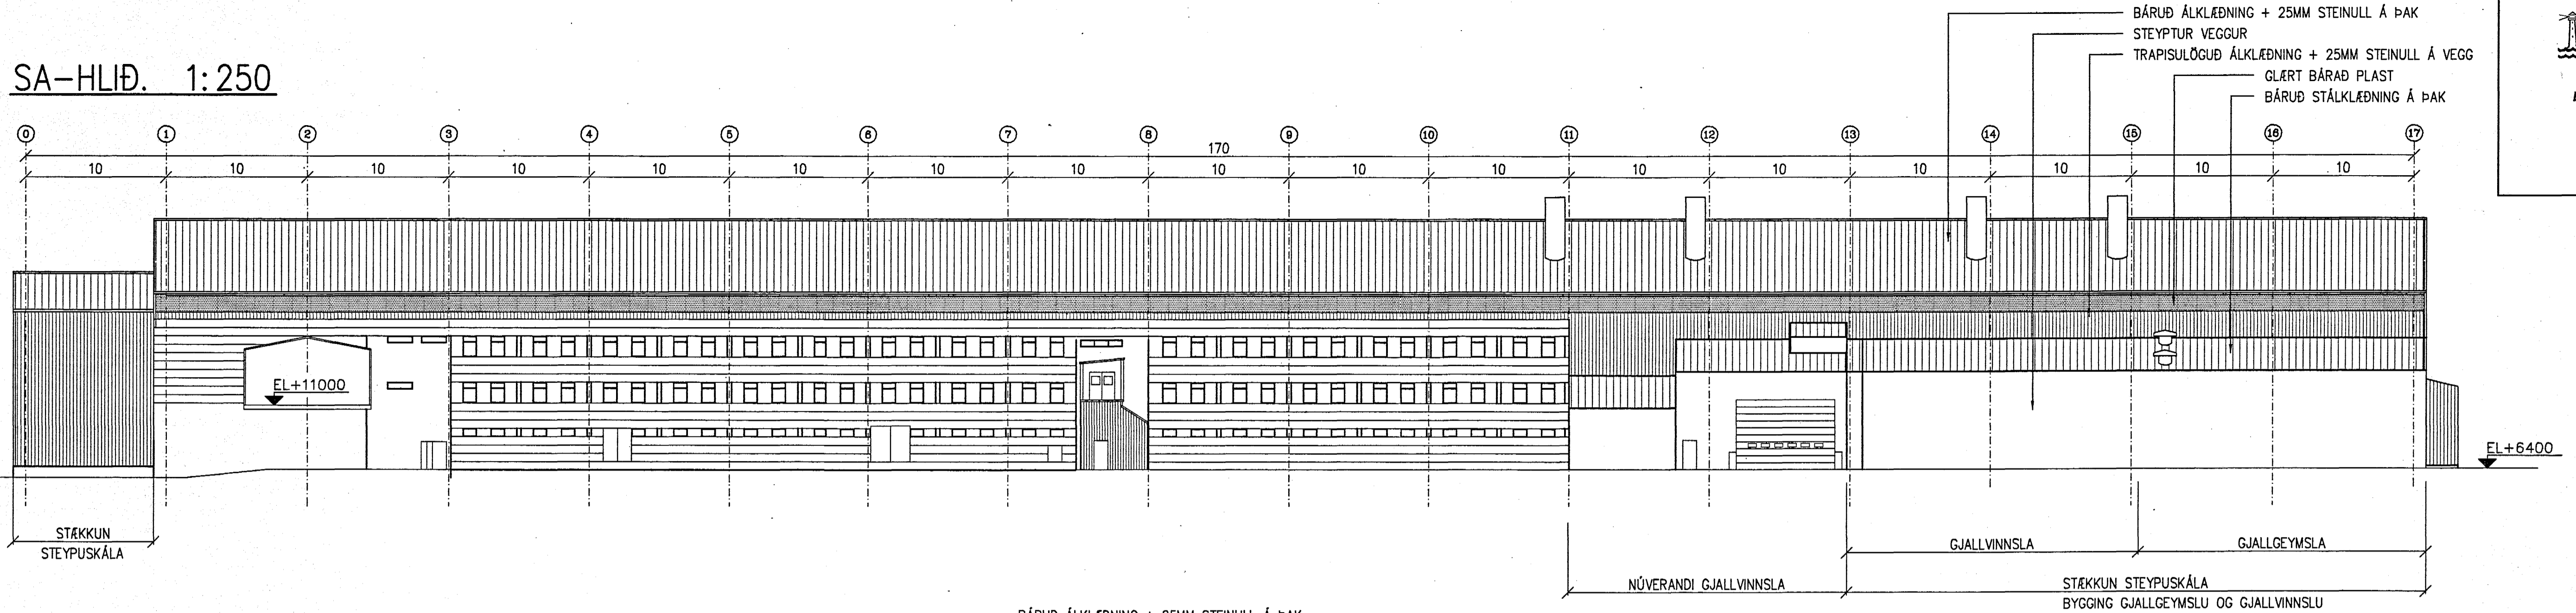 BÁRUÐ ÁLKLÆÐNING + 25MM STEINULL Á ÞAK
STEYPTUR VEGGUR
TRAPISULÖGUÐ ÁLKLÆÐNING + 25MM STEINULL Á VEGG
GLÆRT BÁRAÐ PLAST
BÁRUÐ STÁLKLÆÐNING Á ÞAK
SA-HLIÐ. 1:250
0 1 2 3 4 5 6 7 8 9 10 11 12 13 14 15 16 17
170
10 10 10 10 10 10 10 10 10 10 10 10 10 10 10 10 10
EL+11000
EL+6400
STÆKKUN
STEYPUSKÁLA
GJALLVINNSLA
GJALLGEYMSLA
NÚVERANDI GJALLVINNSLA
STÆKKUN STEYPUSKÁLA
BYGGING GJALLGEYMSLU OG GJALLVINNSLU